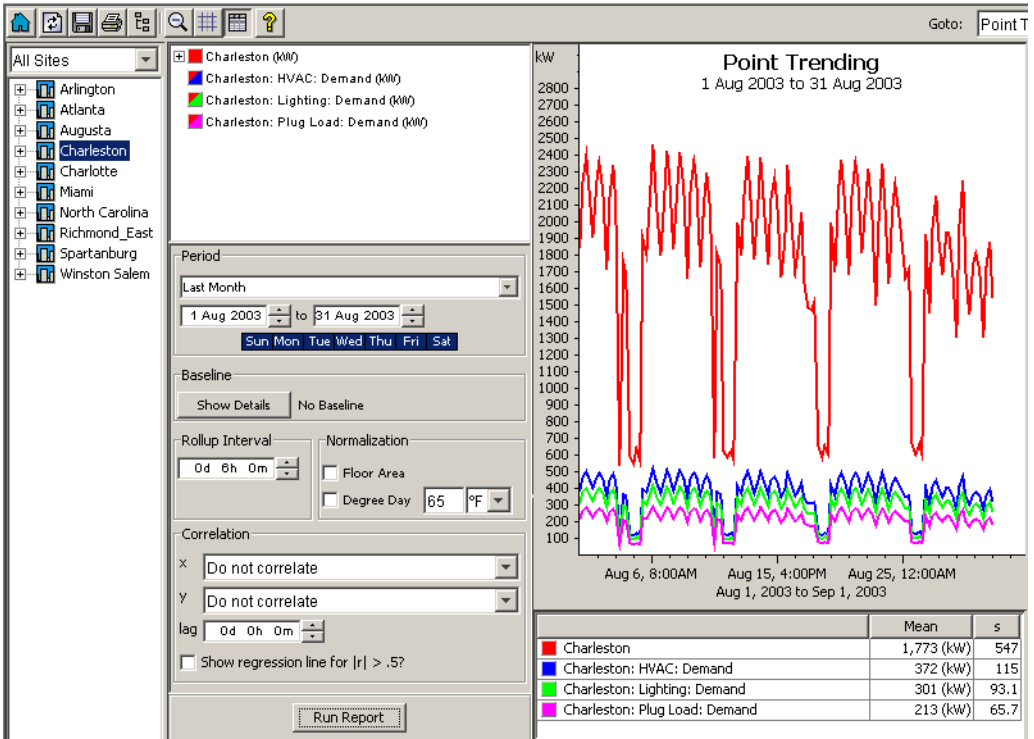 Goto: Point T
All Sites
Arlington
Atlanta
Augusta
Charleston
Charlotte
Miami
North Carolina
Richmond_East
Spartanburg
Winston Salem
Charleston (kW)
Charleston: HVAC: Demand (kW)
Charleston: Lighting: Demand (kW)
Charleston: Plug Load: Demand (kW)
Period
Last Month
1 Aug 2003 to 31 Aug 2003
Sun Mon Tue Wed Thu Fri Sat
Baseline
Show Details No Baseline
Rollup Interval
0d 6h 0m
Normalization
Floor Area
Degree Day 65 °F
Correlation
x Do not correlate
y Do not correlate
lag 0d 0h 0m
Show regression line for |r| > .5?
Run Report
kW
Point Trending
1 Aug 2003 to 31 Aug 2003
2800
2700
2600
2500
2400
2300
2200
2100
2000
1900
1800
1700
1600
1500
1400
1300
1200
1100
1000
900
800
700
600
500
400
300
200
100
Aug 6, 8:00AM Aug 15, 4:00PM Aug 25, 12:00AM
Aug 1, 2003 to Sep 1, 2003
Mean s
Charleston 1,773 (kW) 547
Charleston: HVAC: Demand 372 (kW) 115
Charleston: Lighting: Demand 301 (kW) 93.1
Charleston: Plug Load: Demand 213 (kW) 65.7